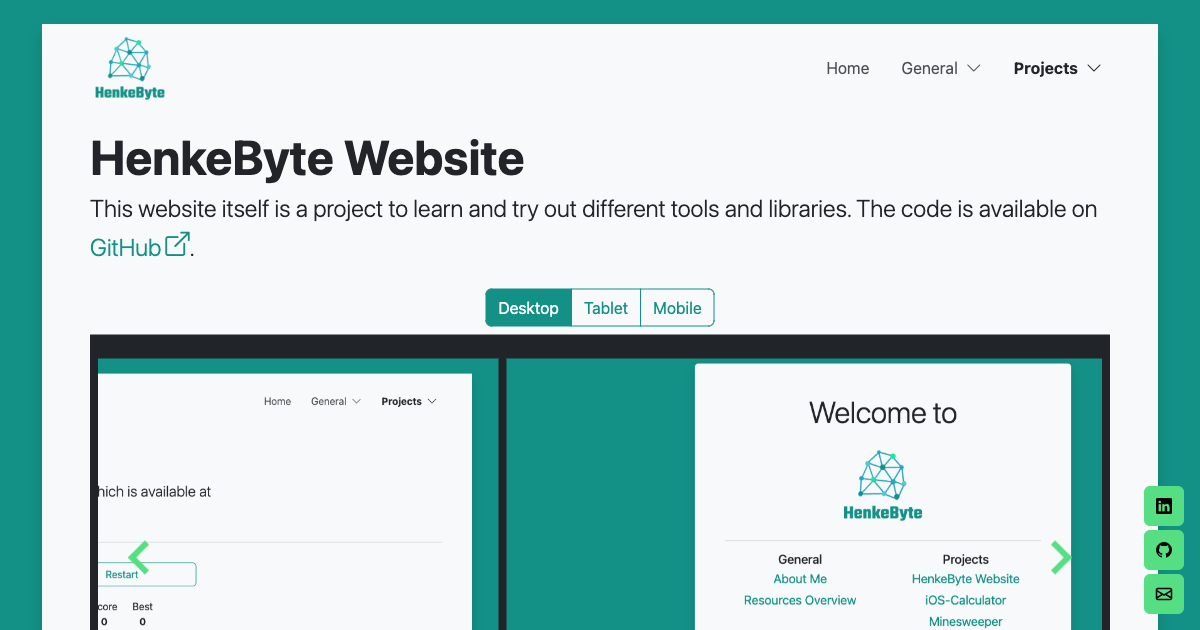 HenkeByte
Home General Projects
HenkeByte Website
This website itself is a project to learn and try out different tools and libraries. The code is available on
GitHub.
Desktop Tablet Mobile
Home General Projects
hich is available at
Restart
core Best
0 0
Welcome to
HenkeByte
General Projects
About Me HenkeByte Website
Resources Overview iOS-Calculator
Minesweeper